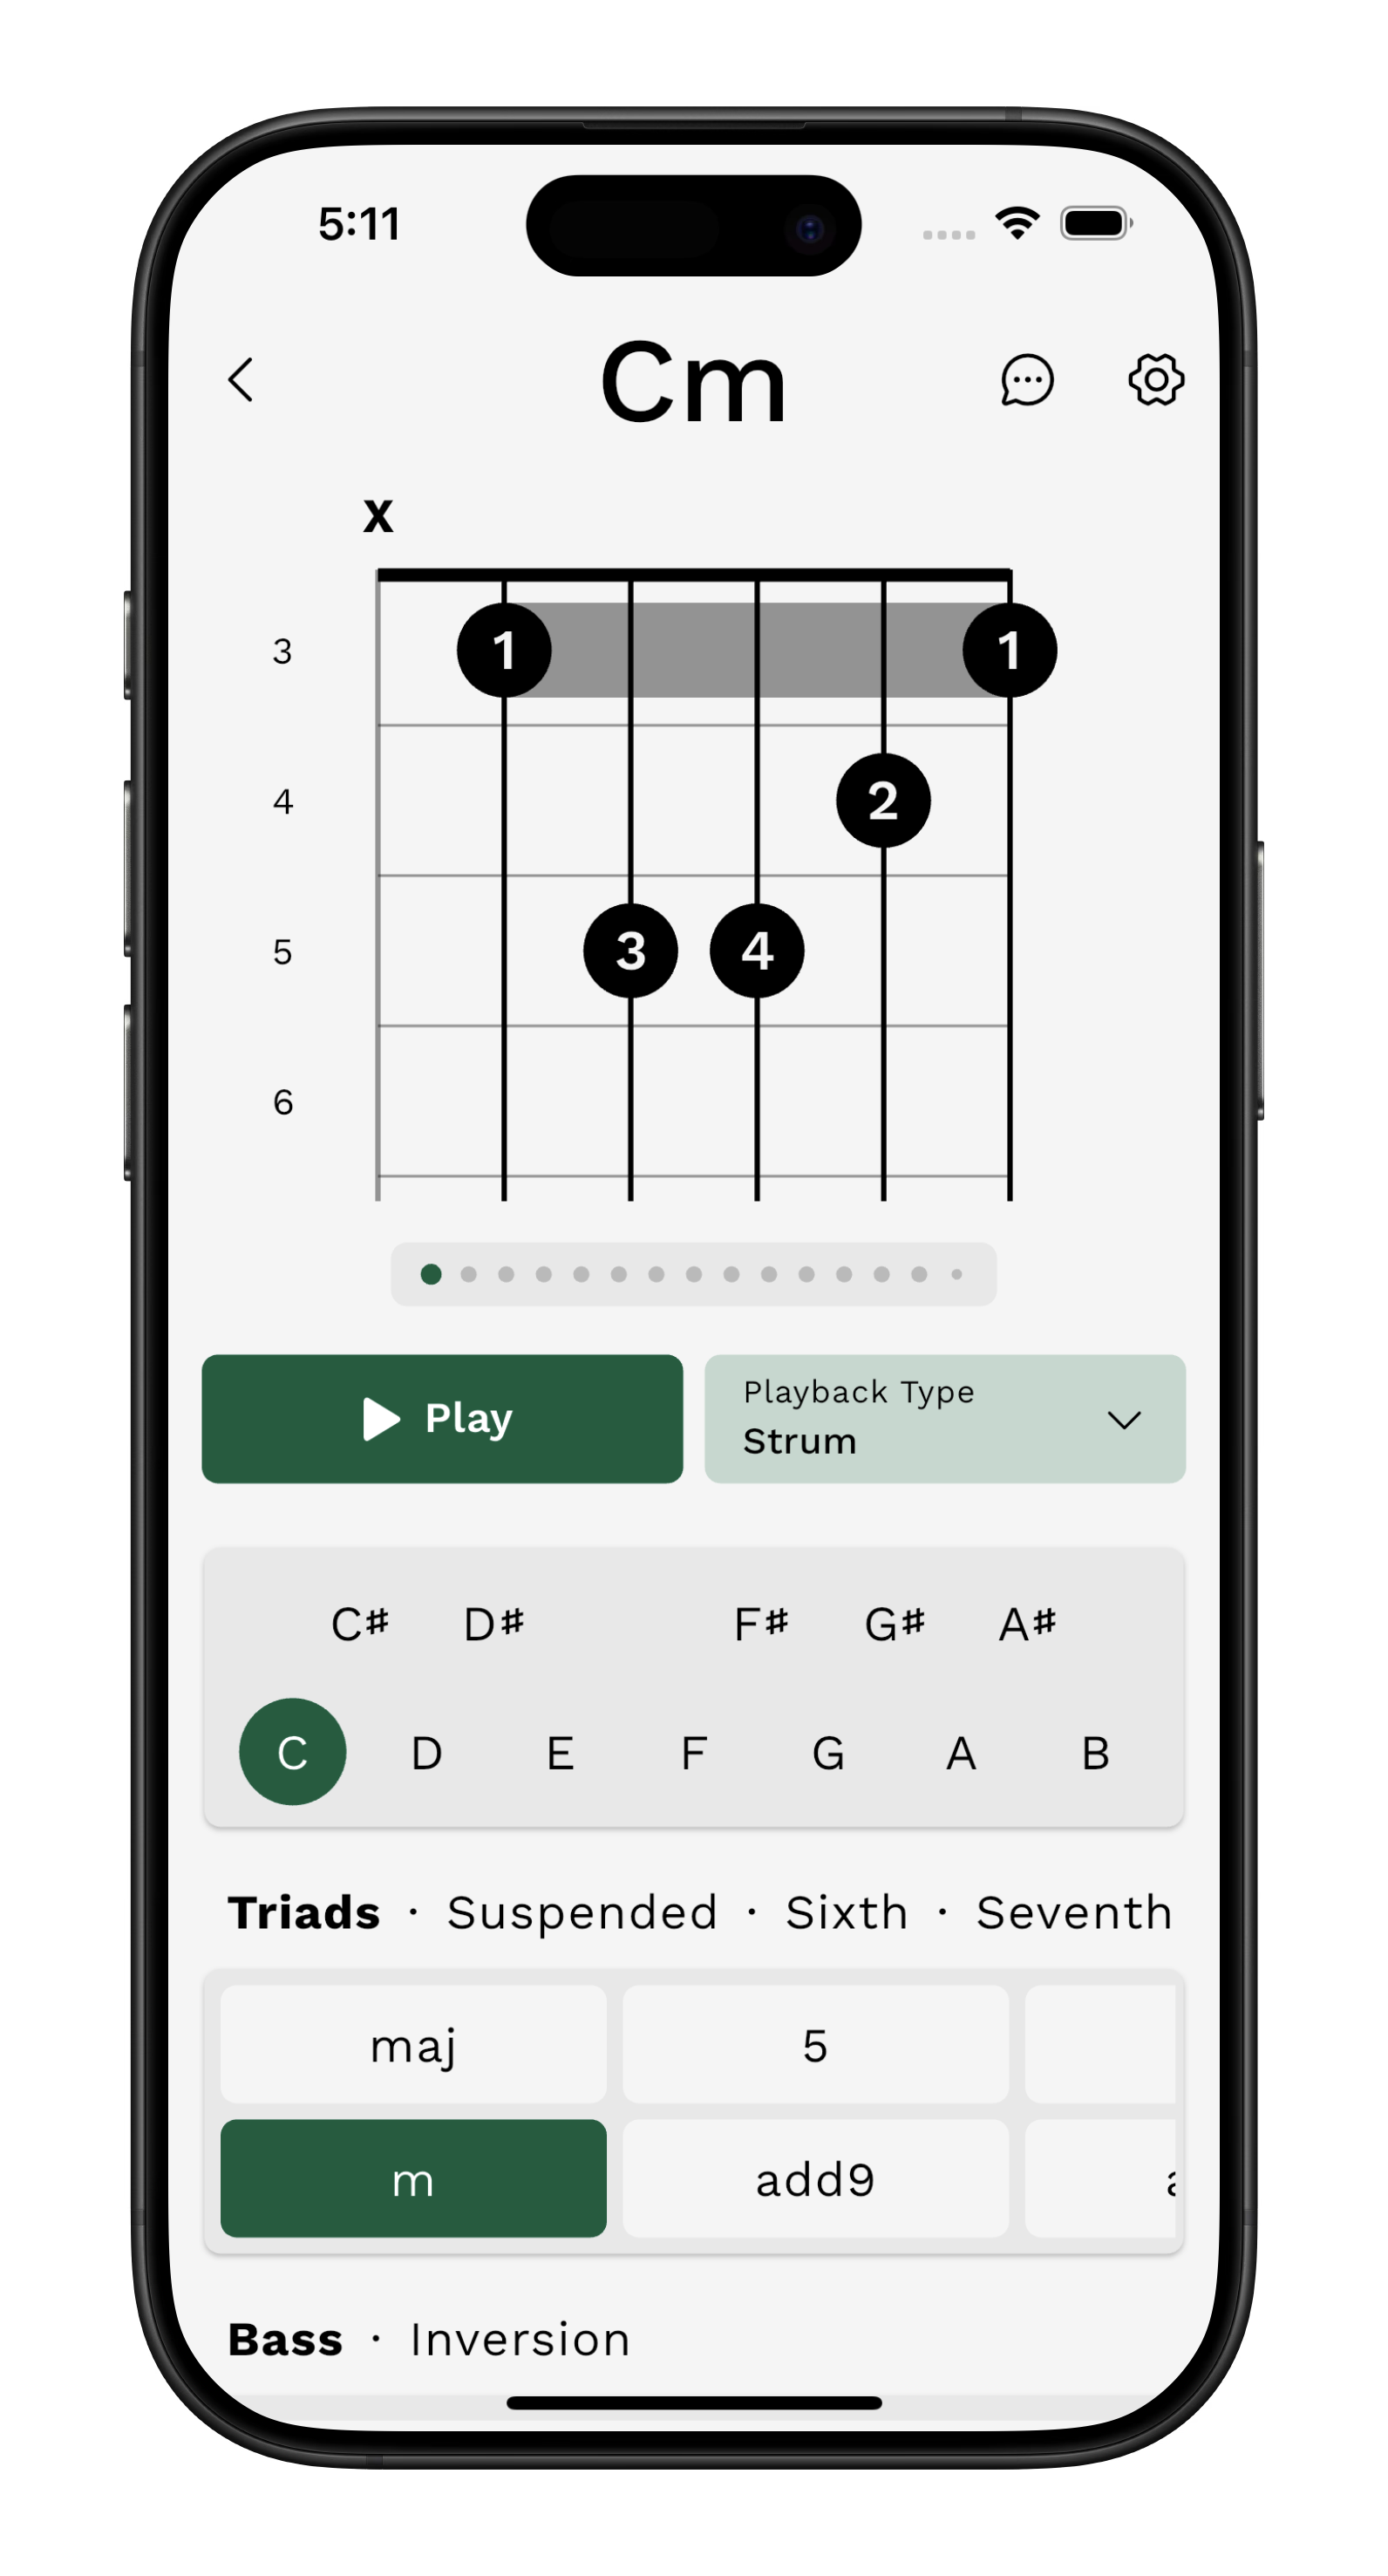 5:11
Cm
x
3
1 1
4
2
5
3 4
6
Play
Playback Type
Strum
C♯ D♯ F♯ G♯ A♯
C D E F G A B
Triads · Suspended · Sixth · Seventh
maj 5
m add9
Bass · Inversion